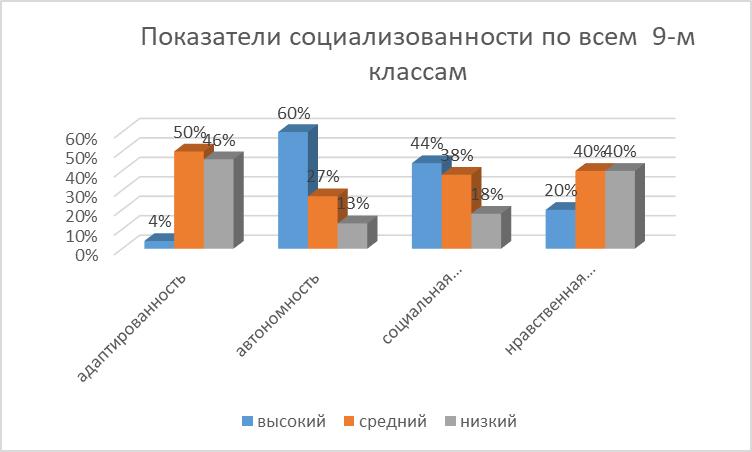 Показатели социализованности по всем 9-м
классам
60%
50%
40%
30%
20%
10%
0%
4%
50%
46%
60%
27%
13%
44%
38%
18%
20%
40%
40%
адаптированность
автономность
социальная...
нравственная...
высокий
средний
низкий